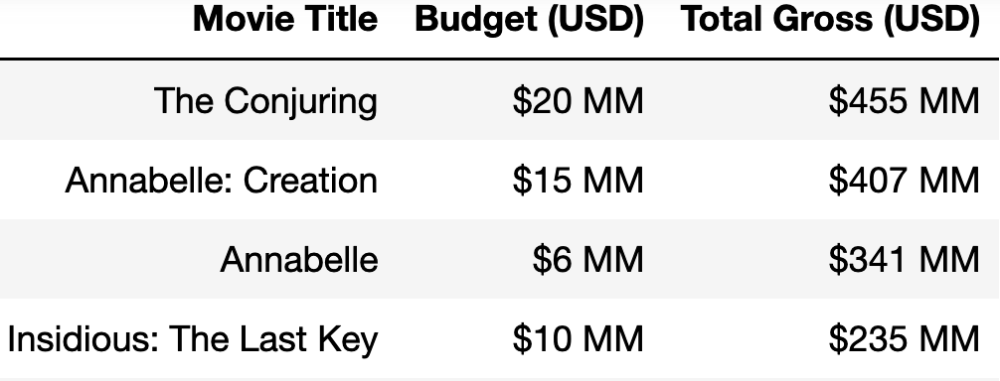 Movie Title Budget (USD) Total Gross (USD)
The Conjuring $20 MM $455 MM
Annabelle: Creation $15 MM $407 MM
Annabelle $6 MM $341 MM
Insidious: The Last Key $10 MM $235 MM